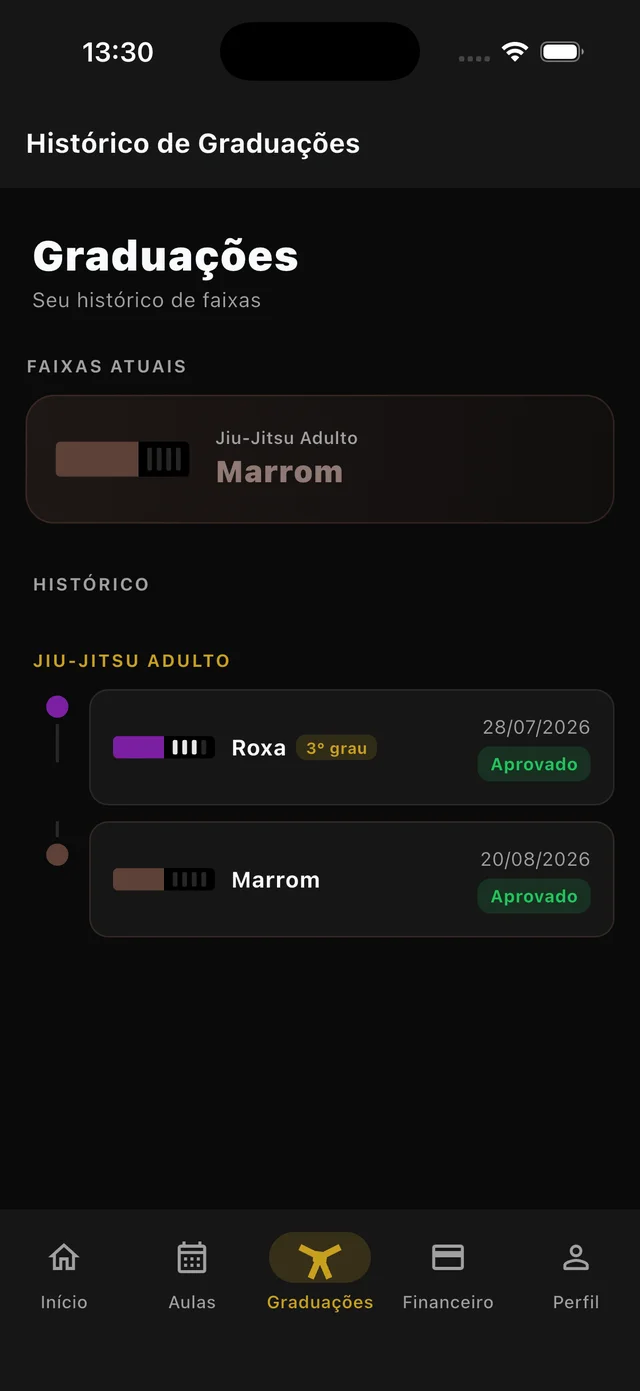 13:30
Histórico de Graduações
Graduações
Seu histórico de faixas
FAIXAS ATUAIS
Jiu-Jitsu Adulto
Marrom
HISTÓRICO
JIU-JITSU ADULTO
Roxa 3º grau
28/07/2026
Aprovado
Marrom
20/08/2026
Aprovado
Início Aulas Graduações Financeiro Perfil